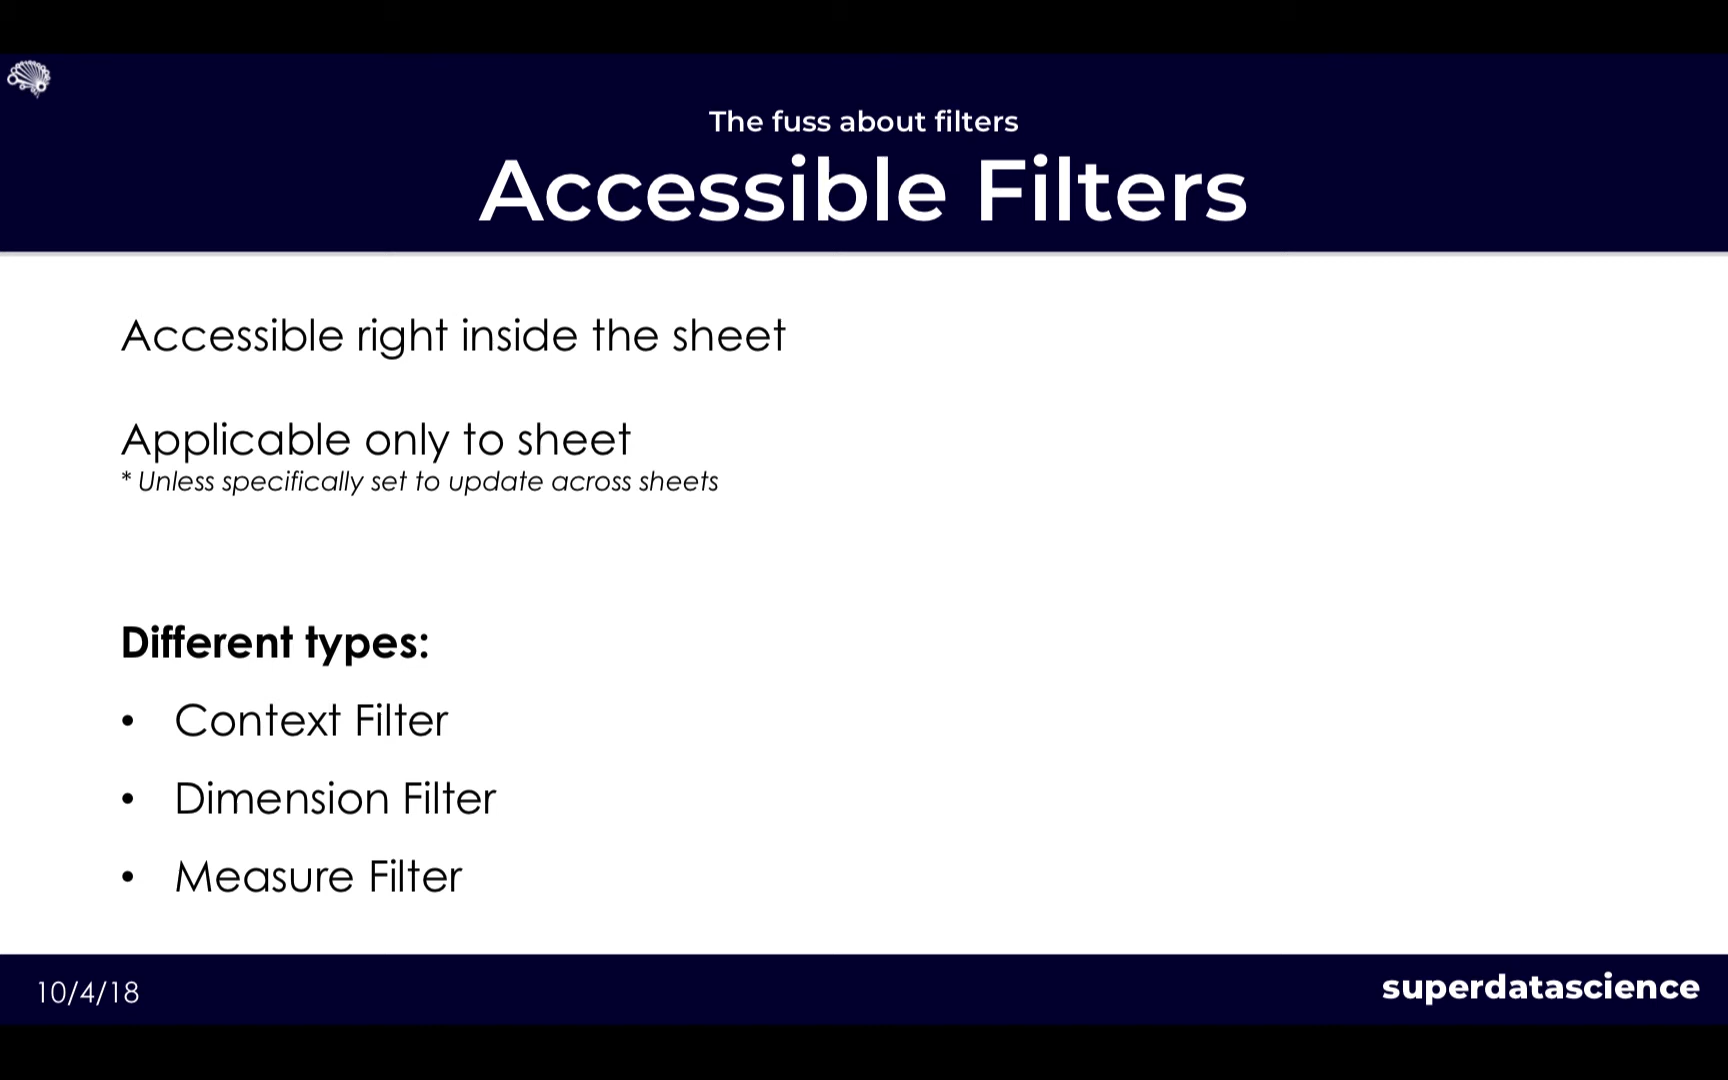 The fuss about filters
Accessible Filters
Accessible right inside the sheet
Applicable only to sheet
* Unless specifically set to update across sheets
Different types:
• Context Filter
• Dimension Filter
• Measure Filter
10/4/18
superdatascience